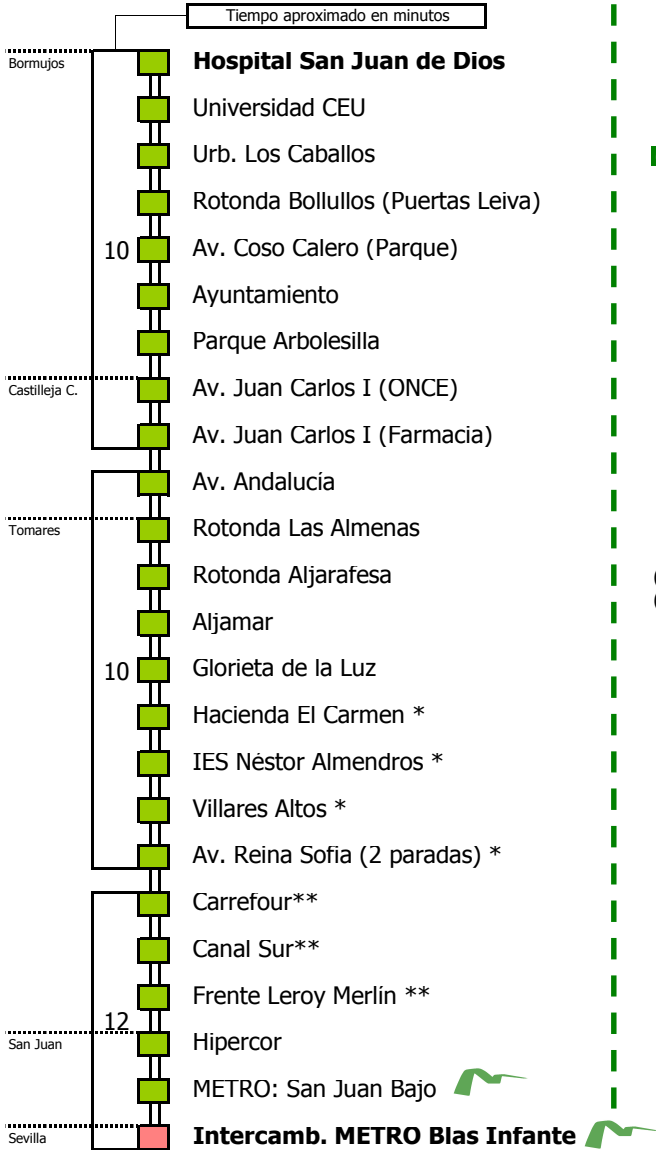 Tiempo aproximado en minutos
Bormujos
Hospital San Juan de Dios
Universidad CEU
Urb. Los Caballos
Rotonda Bollullos (Puertas Leiva)
10
Av. Coso Calero (Parque)
Ayuntamiento
Parque Arbolesilla
Castilleja C.
Av. Juan Carlos I (ONCE)
Av. Juan Carlos I (Farmacia)
Av. Andalucía
Tomares
Rotonda Las Almenas
Rotonda Aljarafesa
Aljamar
10
Glorieta de la Luz
Hacienda El Carmen *
IES Néstor Almendros *
Villares Altos *
Av. Reina Sofia (2 paradas) *
Carrefour**
Canal Sur**
Frente Leroy Merlín **
12
San Juan
Hipercor
METRO: San Juan Bajo
Sevilla
Intercamb. METRO Blas Infante